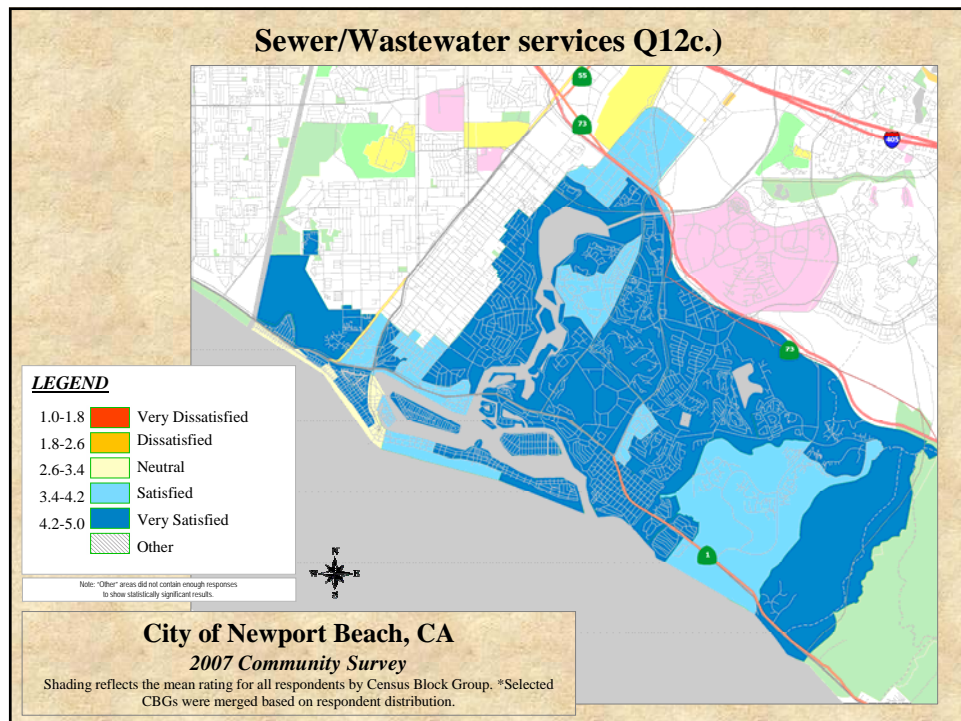 Sewer/Wastewater services Q12c.)
55
73
405
73
1
LEGEND
1.0-1.8 Very Dissatisfied
1.8-2.6 Dissatisfied
2.6-3.4 Neutral
3.4-4.2 Satisfied
4.2-5.0 Very Satisfied
Other
Note: "Other" areas did not contain enough responses
to show statistically significant results.
N
W E
S
City of Newport Beach, CA
2007 Community Survey
Shading reflects the mean rating for all respondents by Census Block Group. *Selected
CBGs were merged based on respondent distribution.